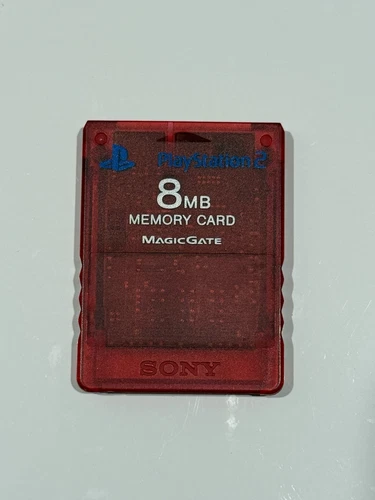 PlayStation 2
8MB
MEMORY CARD
MAGICGATE
SONY